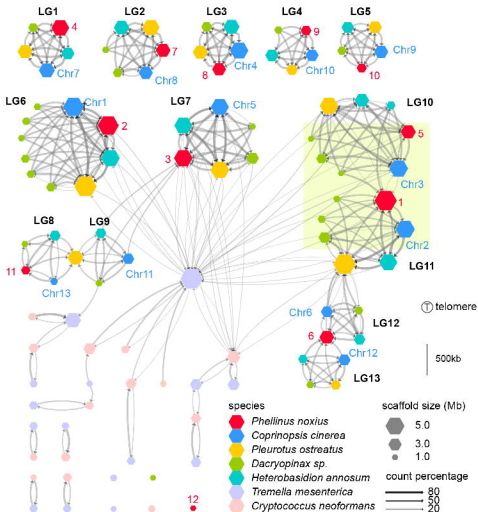 LG1
LG2
LG3
LG4
LG5
4
7
8
9
10
Chr7
Chr8
Chr4
Chr10
Chr9
LG6
LG7
LG10
Chr1
Chr5
2
3
5
Chr3
1
Chr2
LG8
LG9
LG11
11
Chr13
Chr11
Chr6
LG12
6
Chr12
LG13
T telomere
500kb
species
Phellinus noxius
Coprinopsis cinerea
Pleurotus ostreatus
Dacryopinax sp.
Heterobasidion annosum
Tremella mesenterica
Cryptococcus neoformans
12
scaffold size (Mb)
5.0
3.0
1.0
count percentage
80
50
20